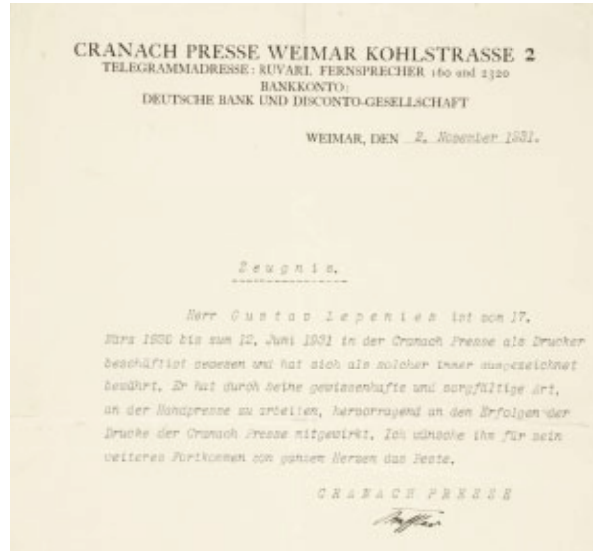 CRANACH PRESSE WEIMAR KOHLSTRASSE 2
TELEGRAMMADRESSE: RUVARI. FERNSPRECHER 160 und 2320
BANKKONTO:
DEUTSCHE BANK UND DISCONTO-GESELLSCHAFT
WEIMAR, DEN 2. November 1931.
Zeugnis.
Herr Gustav Lepenies ist vom 17.
März 1930 bis zum 12. Juni 1931 in der Cranach Presse als Drucker
beschäftigt gewesen und hat sich als solcher immer ausgezeichnet
bewährt. Er hat durch seine gewissenhafte und sorgfältige Art,
an der Handpresse zu arbeiten, hervorragend an den Erfolgen der
Drucke der Cranach Presse mitgewirkt. Ich wünsche ihm für sein
weiteres Fortkommen von ganzem Herzen das Beste.
CRANACH PRESSE